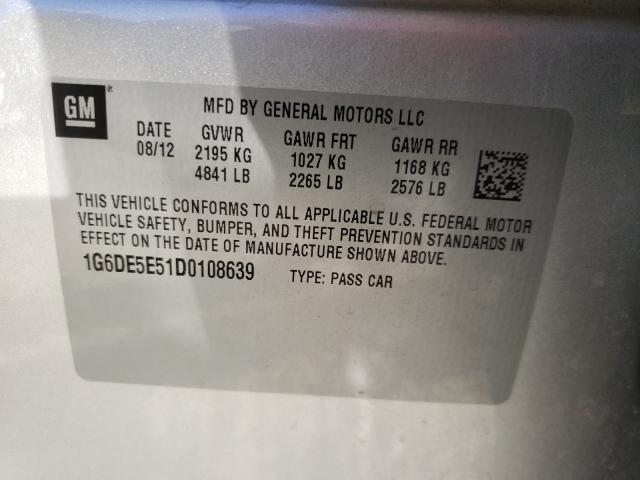 GM®
MFD BY GENERAL MOTORS LLC
DATE GVWR GAWR FRT GAWR RR
08/12 2195 KG 1027 KG 1168 KG
4841 LB 2265 LB 2576 LB
THIS VEHICLE CONFORMS TO ALL APPLICABLE U.S. FEDERAL MOTOR
VEHICLE SAFETY, BUMPER, AND THEFT PREVENTION STANDARDS IN
EFFECT ON THE DATE OF MANUFACTURE SHOWN ABOVE.
1G6DE5E51D0108639 TYPE: PASS CAR